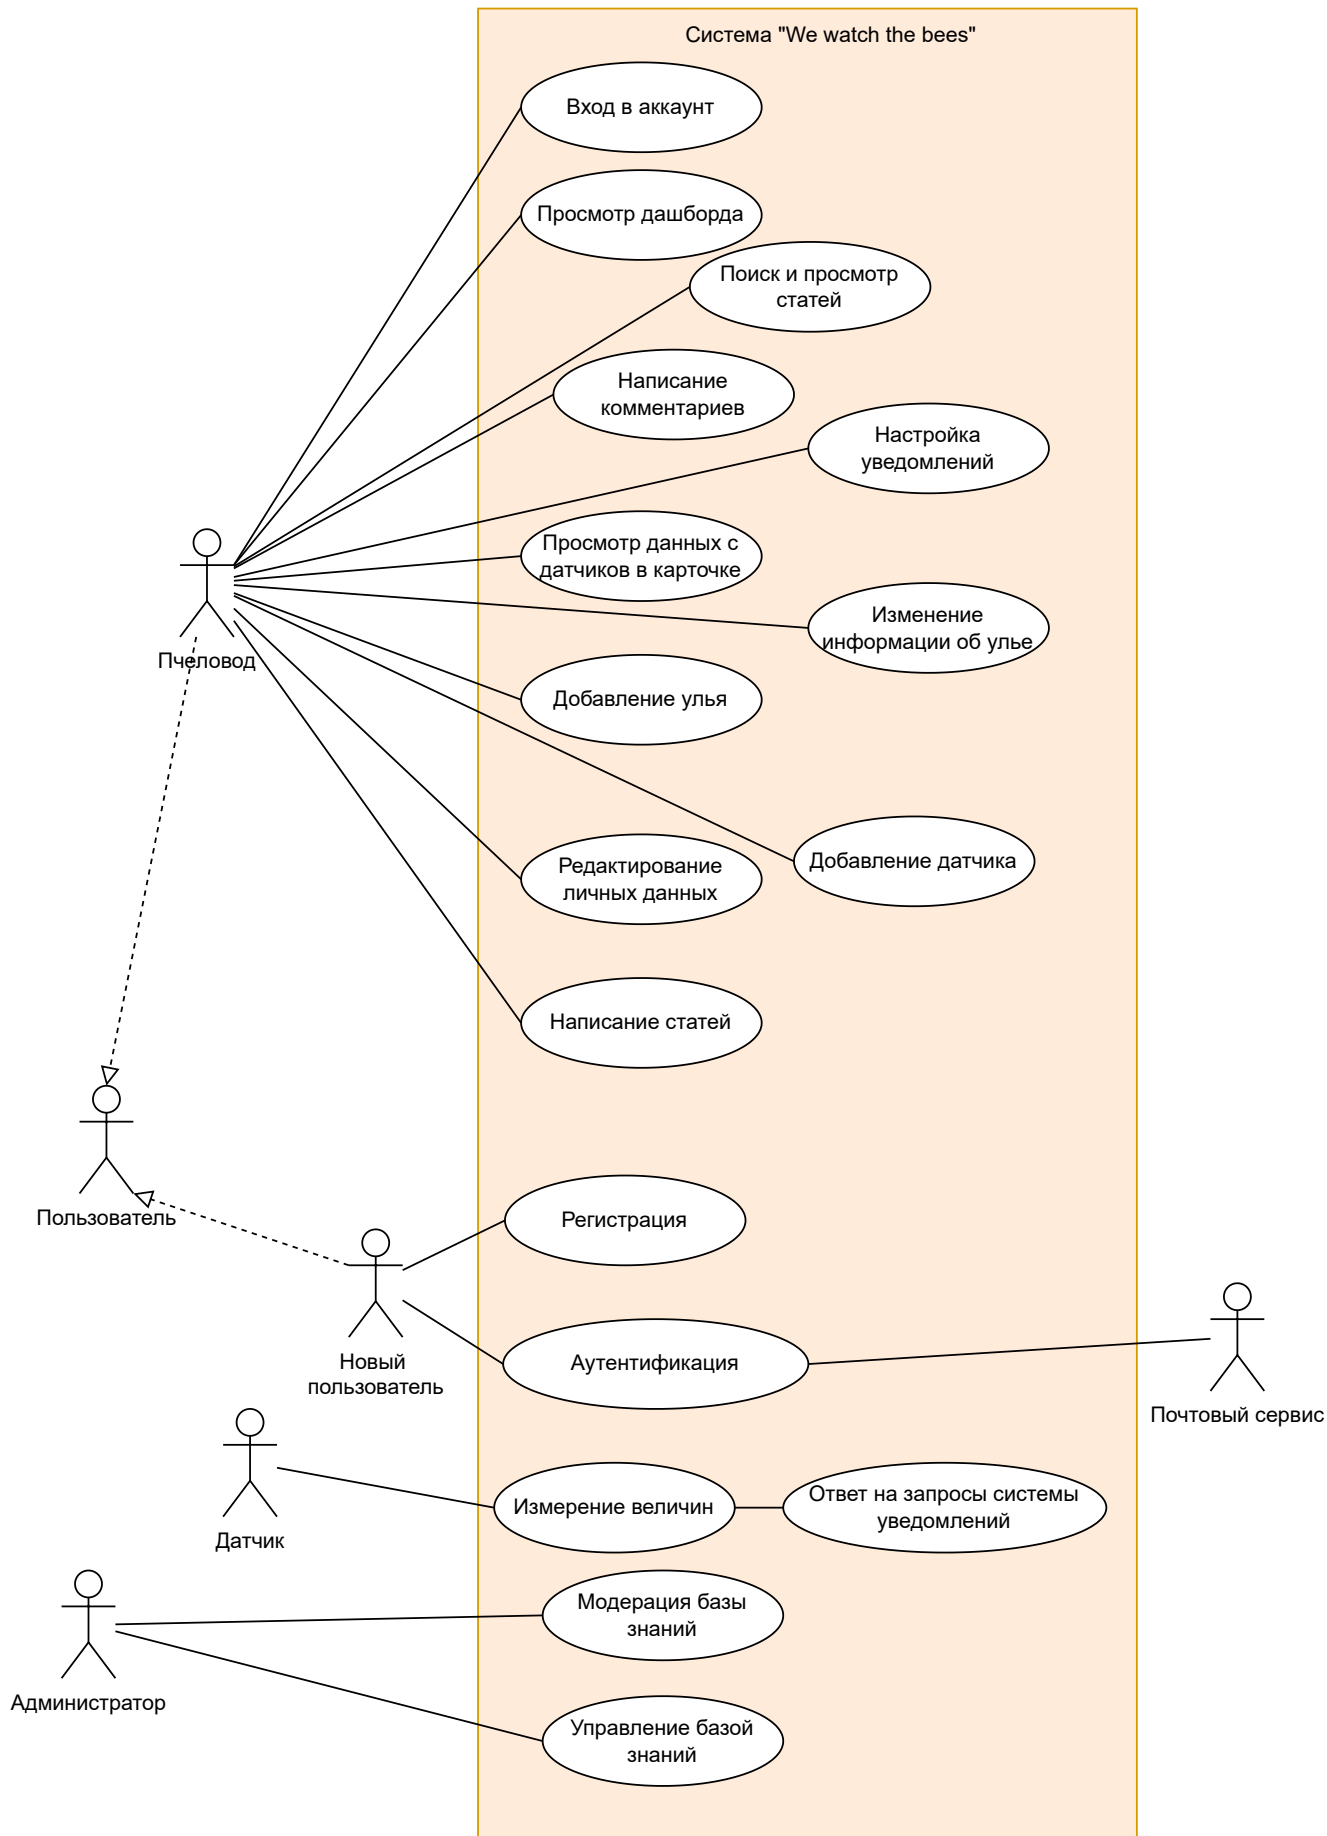 Система "We watch the bees"
Вход в аккаунт
Просмотр дашборда
Поиск и просмотр
статей
Написание
комментариев
Настройка
уведомлений
Просмотр данных с
датчиков в карточке
Изменение
информации об улье
Пчеловод
Добавление улья
Добавление датчика
Редактирование
личных данных
Написание статей
Пользователь
Регистрация
Новый
пользователь
Аутентификация
Почтовый сервис
Датчик
Измерение величин
Ответ на запросы системы
уведомлений
Модерация базы
знаний
Администратор
Управление базой
знаний